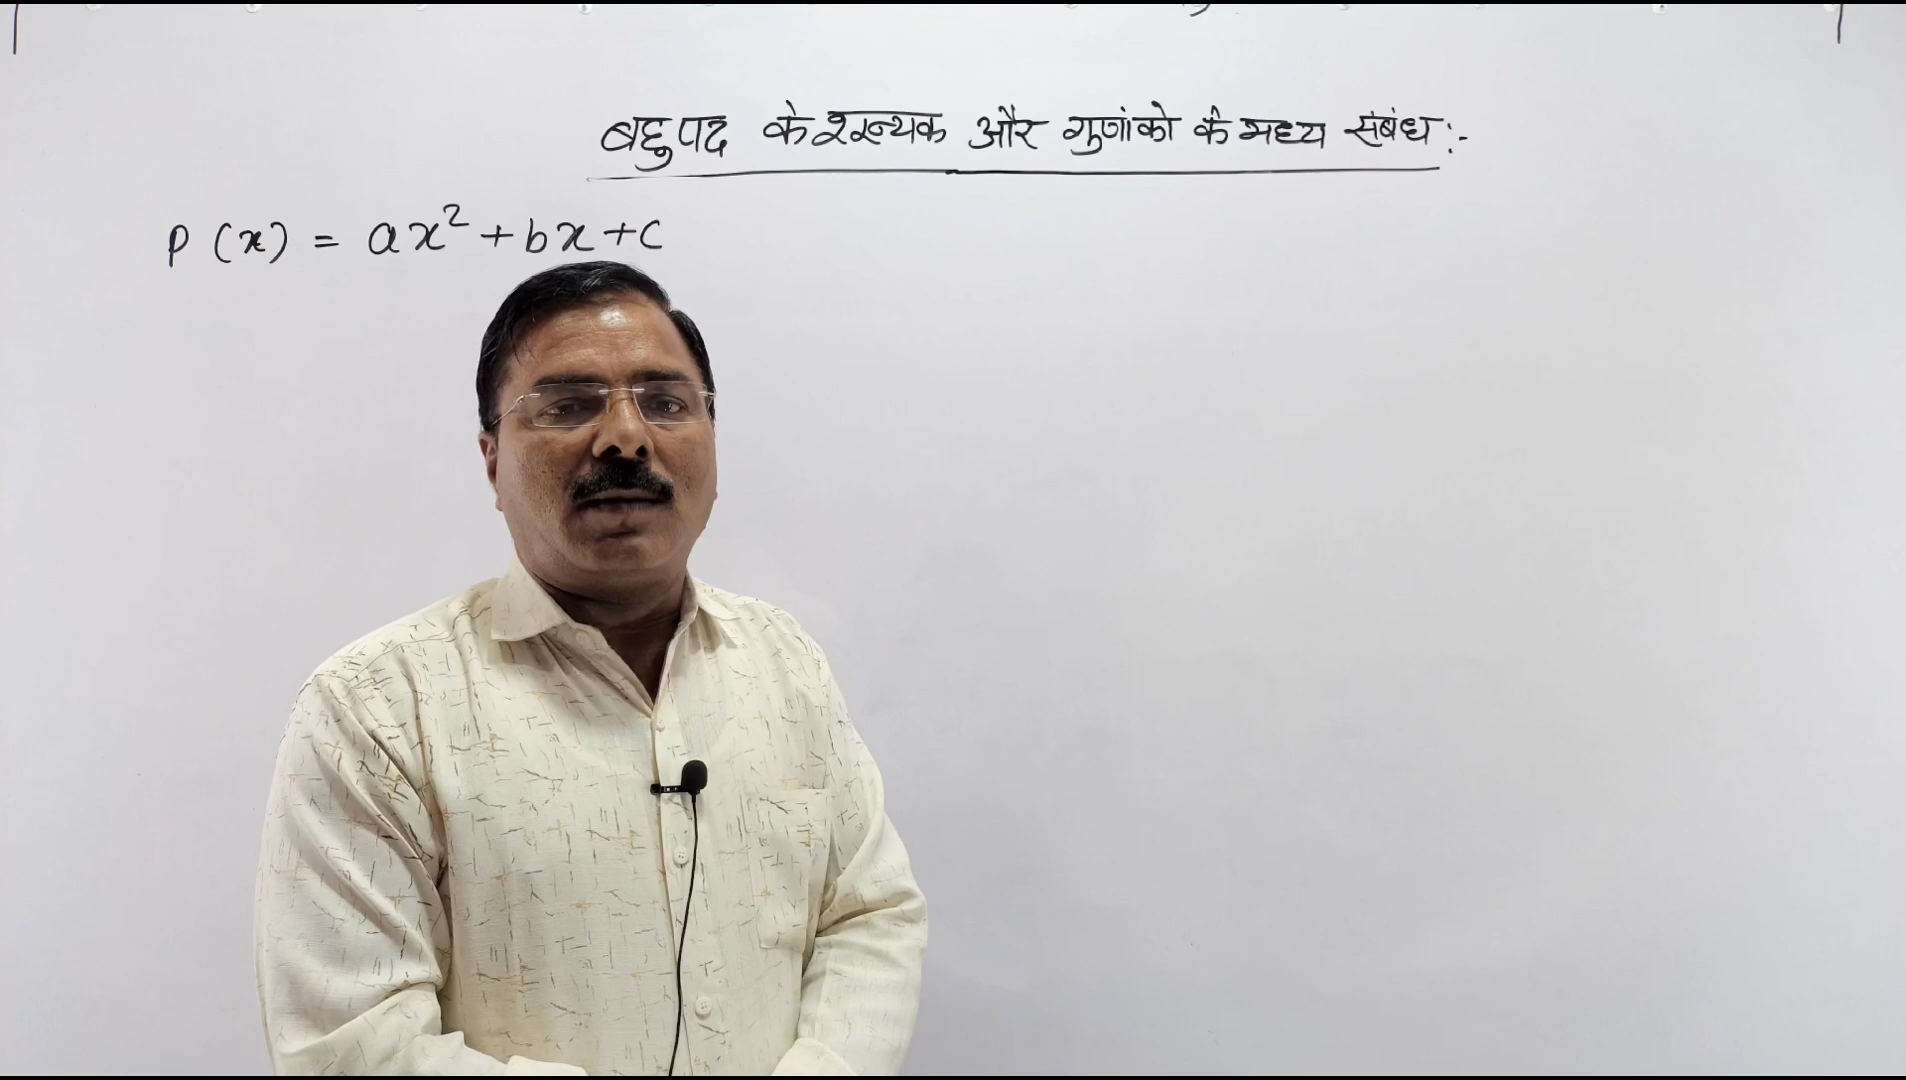 बहुपद के शून्यक और गुणांको के मध्य संबंध :-
P (x) = ax² + bx + c